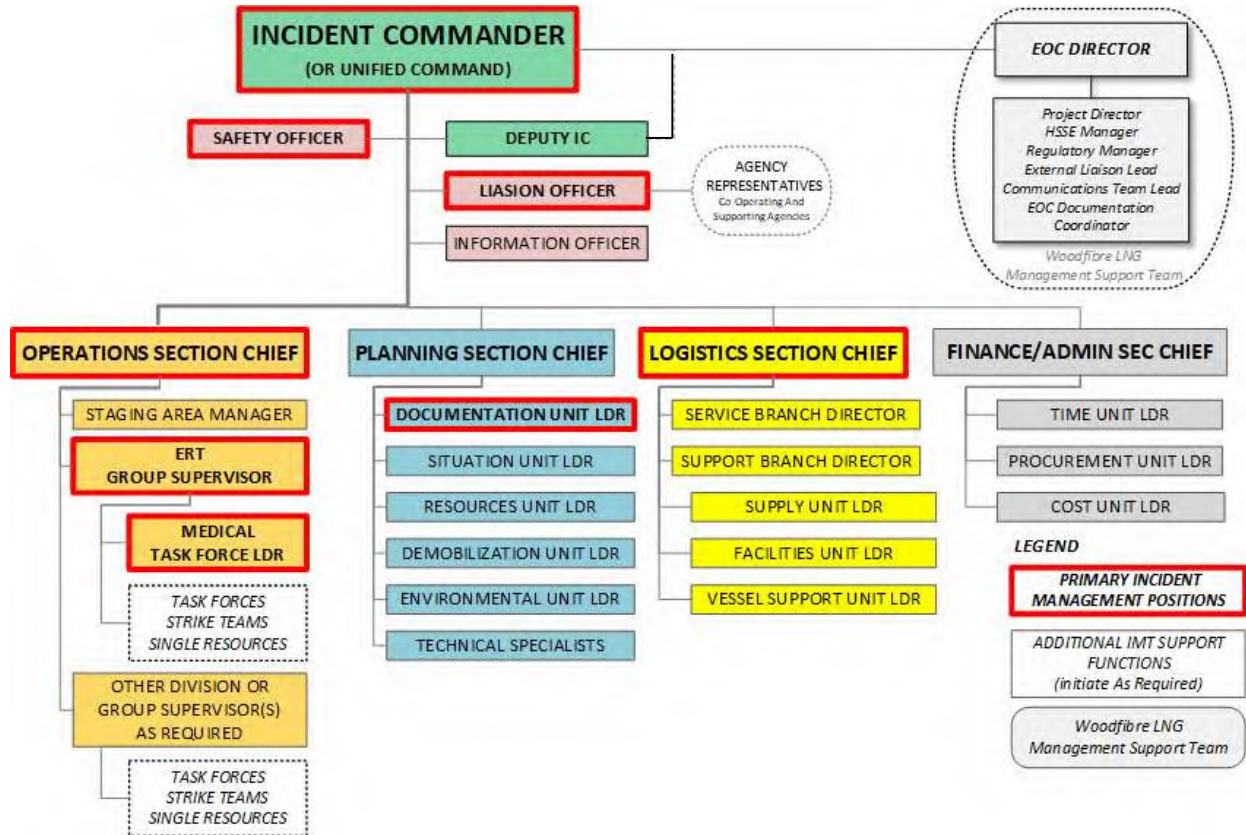 INCIDENT COMMANDER
(OR UNIFIED COMMAND)
EOC DIRECTOR
Project Director
HSSE Manager
Regulatory Manager
External Liaison Lead
Communications Team Lead
EOC Documentation
Coordinator
Woodfibre LNG
Management Support Team
SAFETY OFFICER
DEPUTY IC
LIASION OFFICER
AGENCY
REPRESENTATIVES
Co Operating And
Supporting Agencies
INFORMATION OFFICER
OPERATIONS SECTION CHIEF
STAGING AREA MANAGER
ERT
GROUP SUPERVISOR
MEDICAL
TASK FORCE LDR
TASK FORCES
STRIKE TEAMS
SINGLE RESOURCES
OTHER DIVISION OR
GROUP SUPERVISOR(S)
AS REQUIRED
TASK FORCES
STRIKE TEAMS
SINGLE RESOURCES
PLANNING SECTION CHIEF
DOCUMENTATION UNIT LDR
SITUATION UNIT LDR
RESOURCES UNIT LDR
DEMOBILIZATION UNIT LDR
ENVIRONMENTAL UNIT LDR
TECHNICAL SPECIALISTS
LOGISTICS SECTION CHIEF
SERVICE BRANCH DIRECTOR
SUPPORT BRANCH DIRECTOR
SUPPLY UNIT LDR
FACILITIES UNIT LDR
VESSEL SUPPORT UNIT LDR
FINANCE/ADMIN SEC CHIEF
TIME UNIT LDR
PROCUREMENT UNIT LDR
COST UNIT LDR
LEGEND
PRIMARY INCIDENT
MANAGEMENT POSITIONS
ADDITIONAL IMT SUPPORT
FUNCTIONS
(initiate As Required)
Woodfibre LNG
Management Support Team